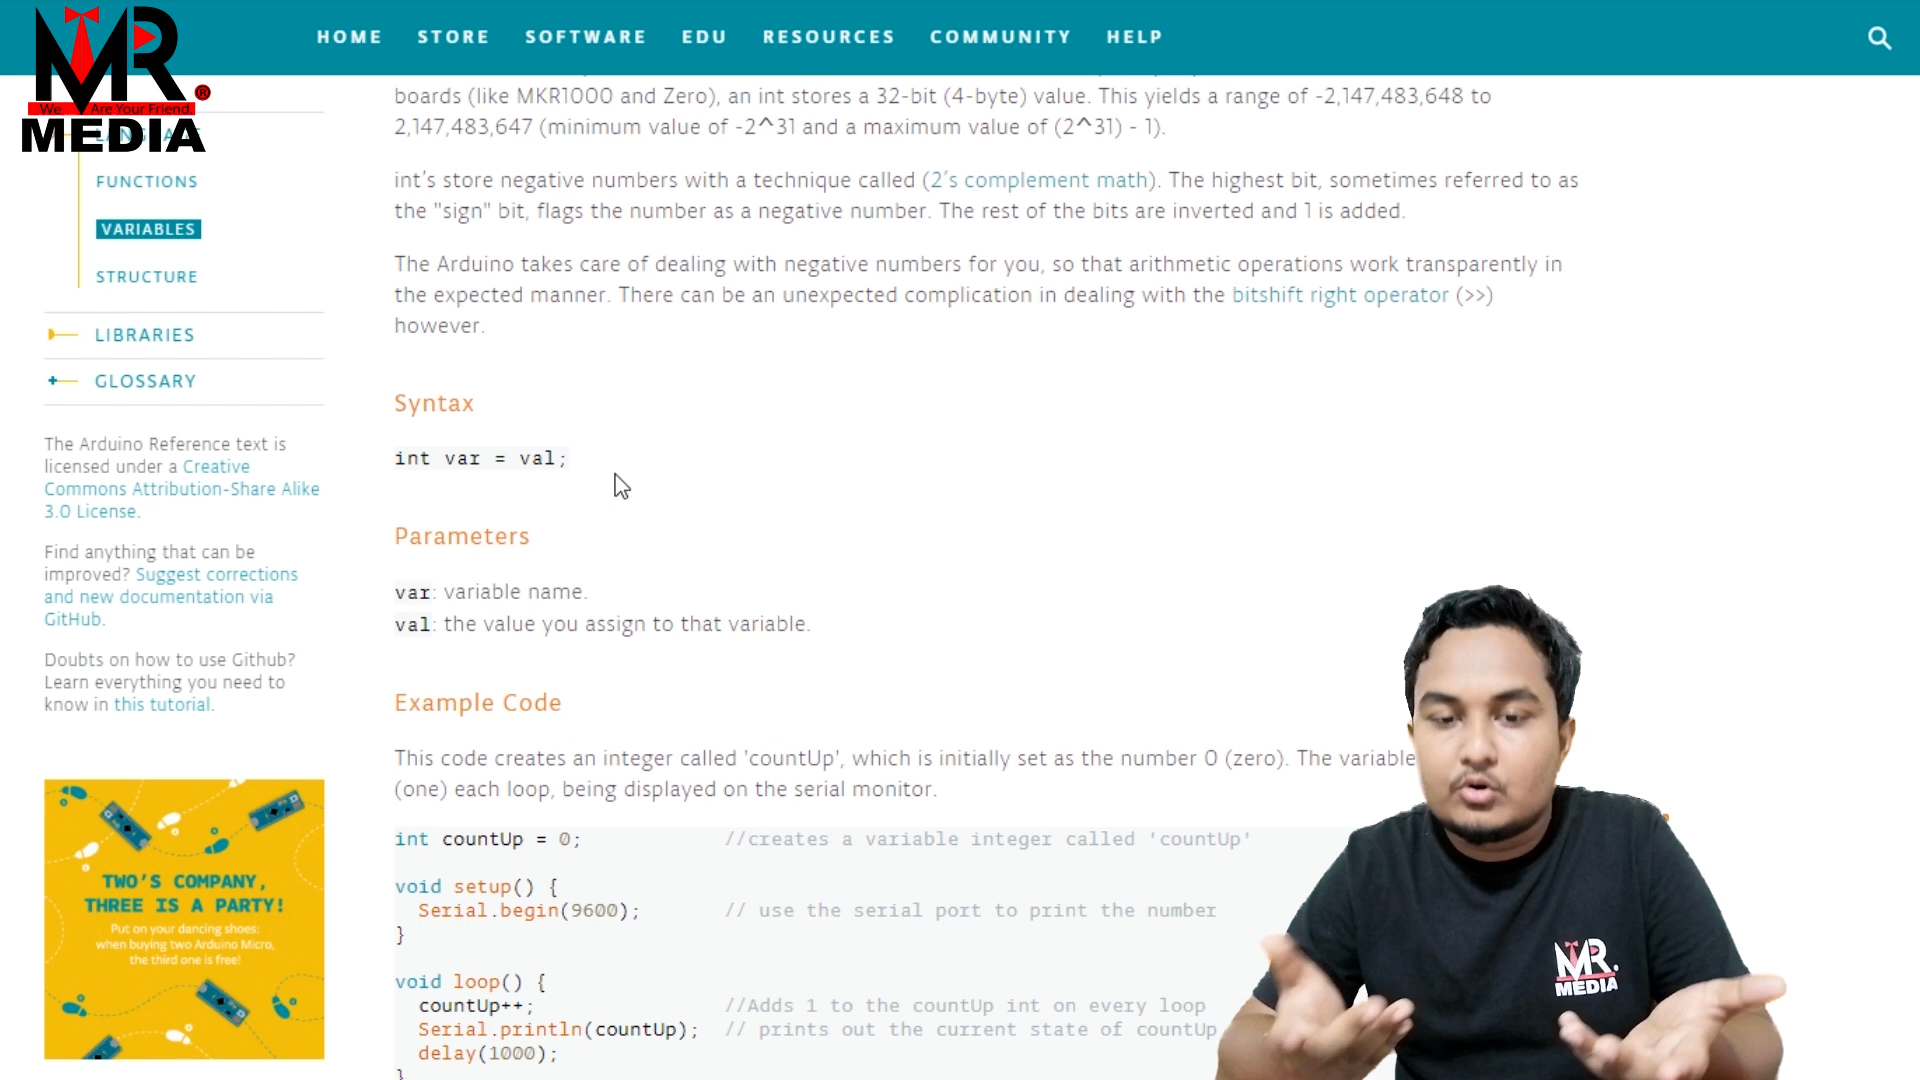 MR
We Are Your Friend
MEDIA
HOME STORE SOFTWARE EDU RESOURCES COMMUNITY HELP
FUNCTIONS
VARIABLES
STRUCTURE
LIBRARIES
GLOSSARY
The Arduino Reference text is
licensed under a Creative
Commons Attribution-Share Alike
3.0 License.
Find anything that can be
improved? Suggest corrections
and new documentation via
GitHub.
Doubts on how to use Github?
Learn everything you need to
know in this tutorial.
TWO'S COMPANY,
THREE IS A PARTY!
Put on your dancing shoes:
when buying two Arduino Micro,
the third one is free!
boards (like MKR1000 and Zero), an int stores a 32-bit (4-byte) value. This yields a range of -2,147,483,648 to
2,147,483,647 (minimum value of -2^31 and a maximum value of (2^31) - 1).
int's store negative numbers with a technique called (2's complement math). The highest bit, sometimes referred to as
the "sign" bit, flags the number as a negative number. The rest of the bits are inverted and 1 is added.
The Arduino takes care of dealing with negative numbers for you, so that arithmetic operations work transparently in
the expected manner. There can be an unexpected complication in dealing with the bitshift right operator (>>)
however.
Syntax
int var = val;
Parameters
var: variable name.
val: the value you assign to that variable.
Example Code
This code creates an integer called 'countUp', which is initially set as the number 0 (zero). The variable
(one) each loop, being displayed on the serial monitor.
int countUp = 0; //creates a variable integer called 'countUp'
void setup() {
Serial.begin(9600); // use the serial port to print the number
}
void loop() {
countUp++; //Adds 1 to the countUp int on every loop
Serial.println(countUp); // prints out the current state of countUp
delay(1000);
}
MR.
MEDIA